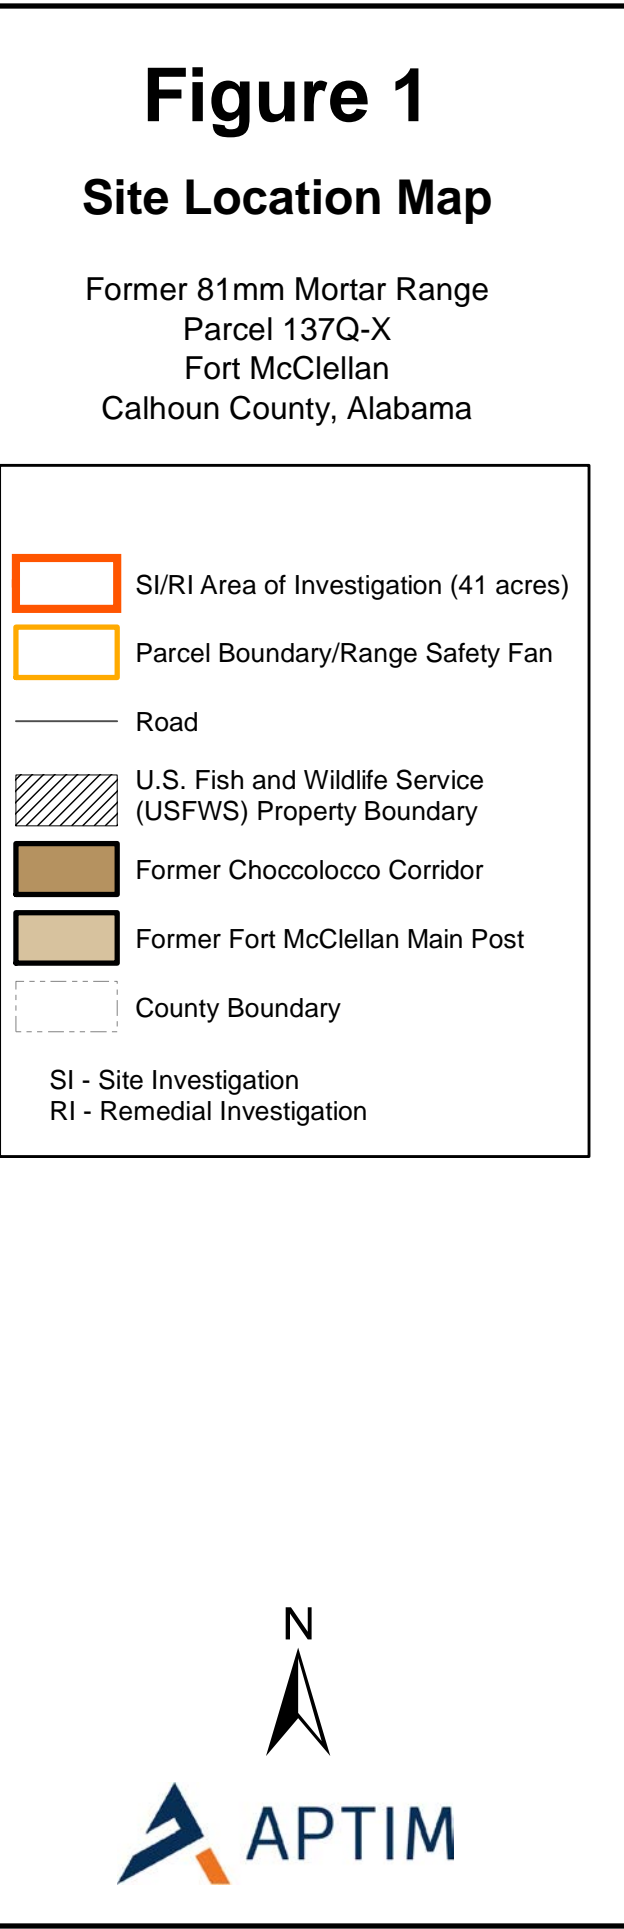 Figure 1
Site Location Map
Former 81mm Mortar Range
Parcel 137Q-X
Fort McClellan
Calhoun County, Alabama
SI/RI Area of Investigation (41 acres)
Parcel Boundary/Range Safety Fan
Road
U.S. Fish and Wildlife Service
(USFWS) Property Boundary
Former Choccolocco Corridor
Former Fort McClellan Main Post
County Boundary
SI - Site Investigation
RI - Remedial Investigation
N
APTIM